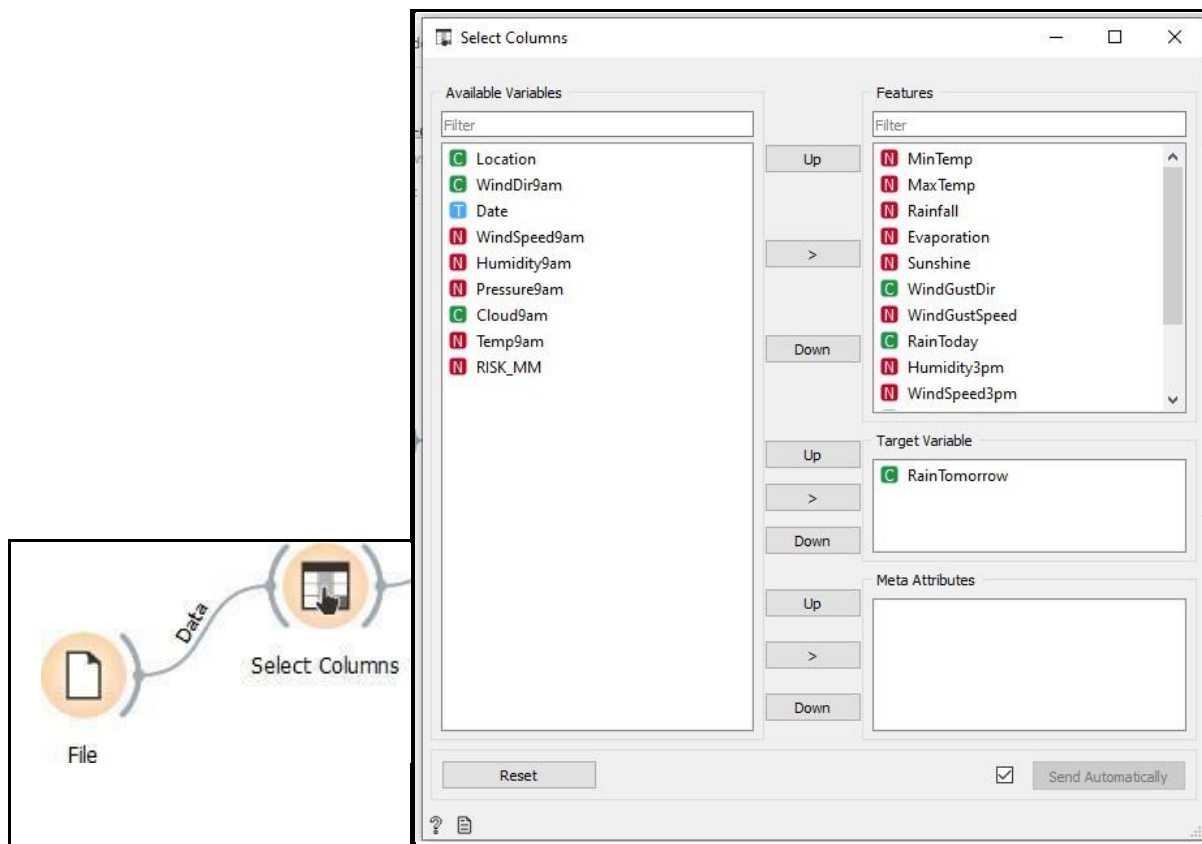 Select Columns
Available Variables
Filter
C Location
C WindDir9am
T Date
N WindSpeed9am
N Humidity9am
N Pressure9am
C Cloud9am
N Temp9am
N RISK_MM
Up
>
Down
Up
>
Down
Up
>
Down
Features
Filter
N MinTemp
N MaxTemp
N Rainfall
N Evaporation
N Sunshine
C WindGustDir
N WindGustSpeed
C RainToday
N Humidity3pm
N WindSpeed3pm
Target Variable
C RainTomorrow
Meta Attributes
Reset
Send Automatically
?
Data
Select Columns
File